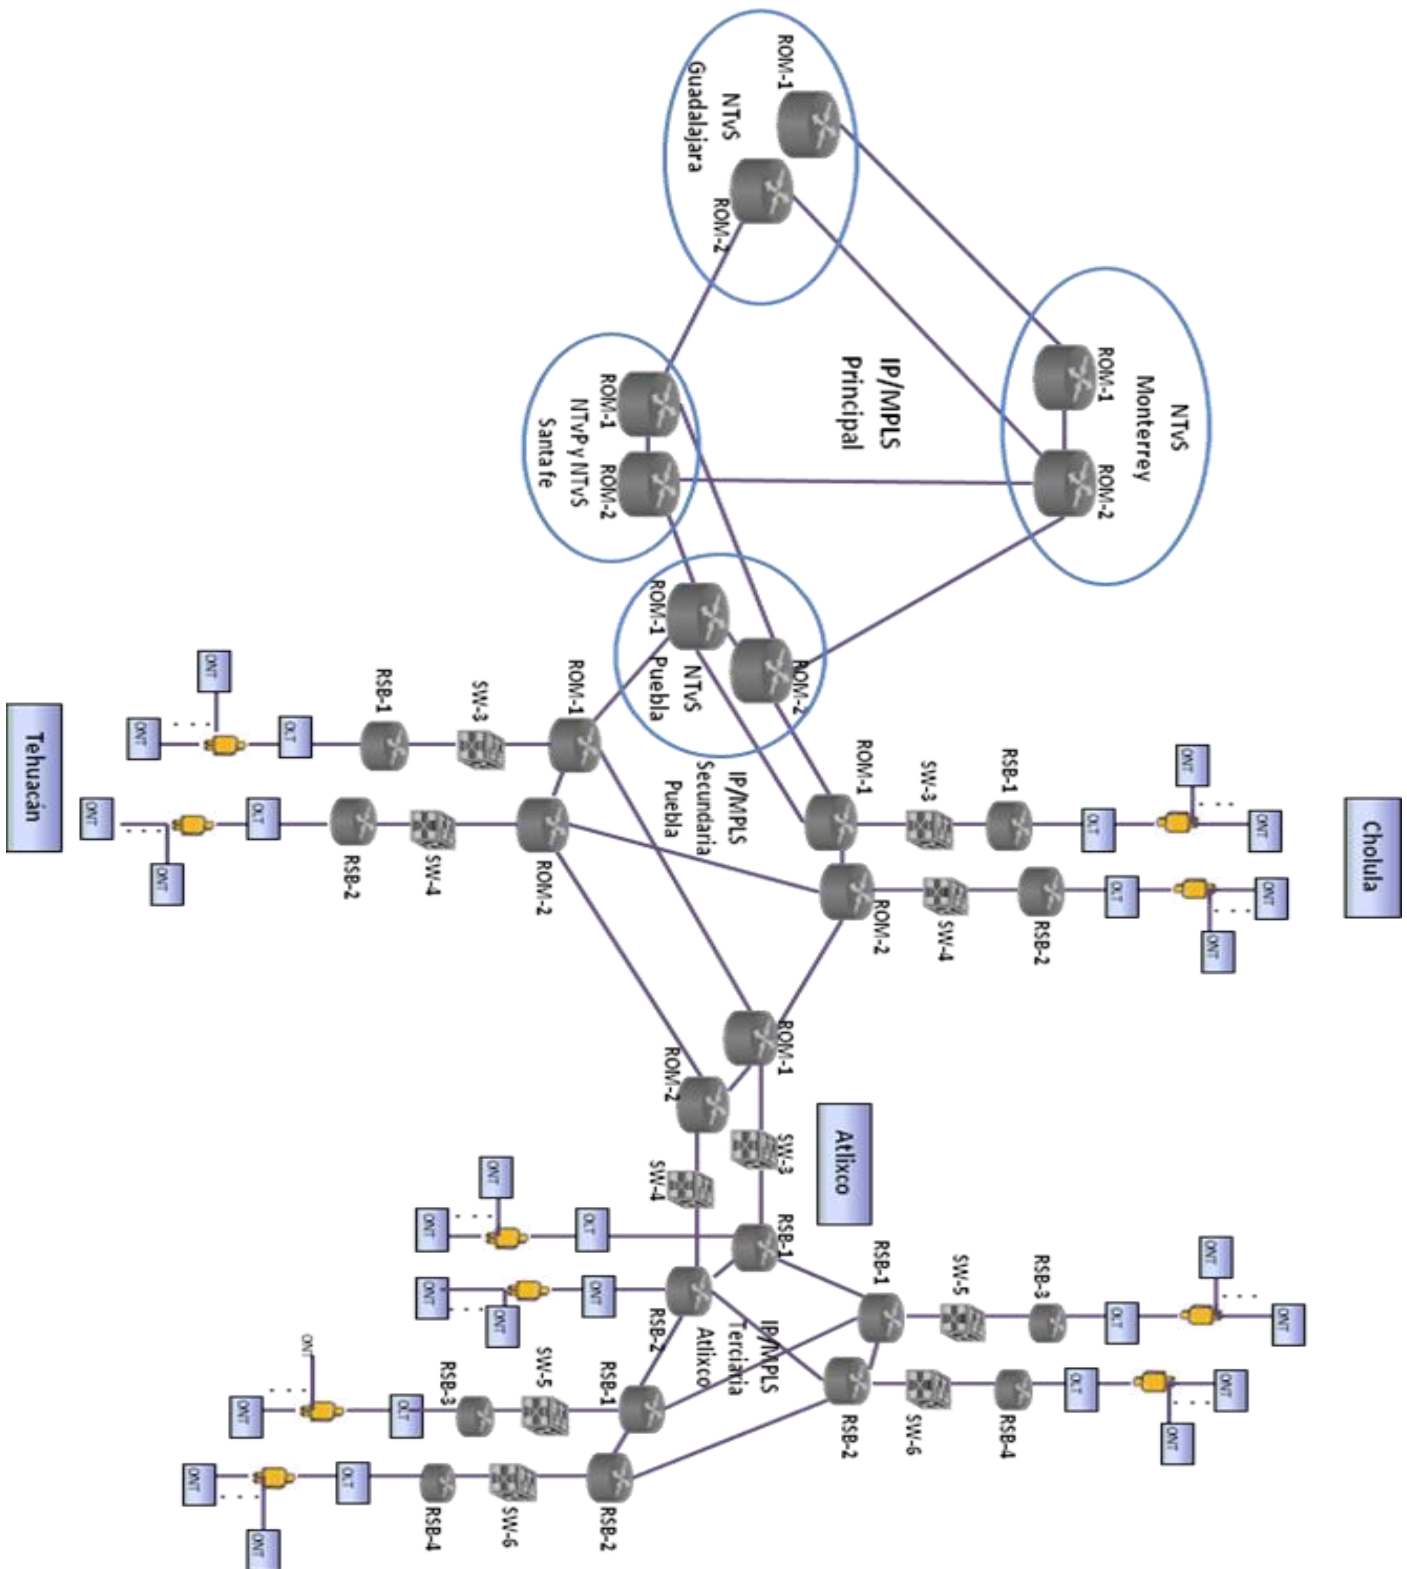 ROM-1
NTvS
Guadalajara
ROM-2
NTvS
Monterrey
ROM-1
ROM-2
IP/MPLS
Principal
ROM-1
NTvP y NTvS
Santa fe
ROM-2
ROM-1
NTvS
Puebla
ROM-2
IP/MPLS
Secundaria
Puebla
Cholula
ROM-1
SW-3
RSB-1
OLT
ONT
ONT
ROM-2
SW-4
RSB-2
OLT
ONT
ONT
Tehuacán
ROM-1
SW-3
RSB-1
OLT
ONT
ONT
ROM-2
SW-4
RSB-2
OLT
ONT
ONT
Atlixco
ROM-1
SW-3
RSB-1
OLT
ONT
ONT
ROM-2
SW-4
RSB-2
ONT
ONT
ONT
IP/MPLS
Terciaria
Atlixco
RSB-1
SW-5
RSB-3
OLT
ONT
ONT
RSB-2
SW-6
RSB-4
OLT
ONT
ONT
RSB-1
SW-5
RSB-3
OLT
ONT
ONT
RSB-2
SW-6
RSB-4
OLT
ONT
ONT